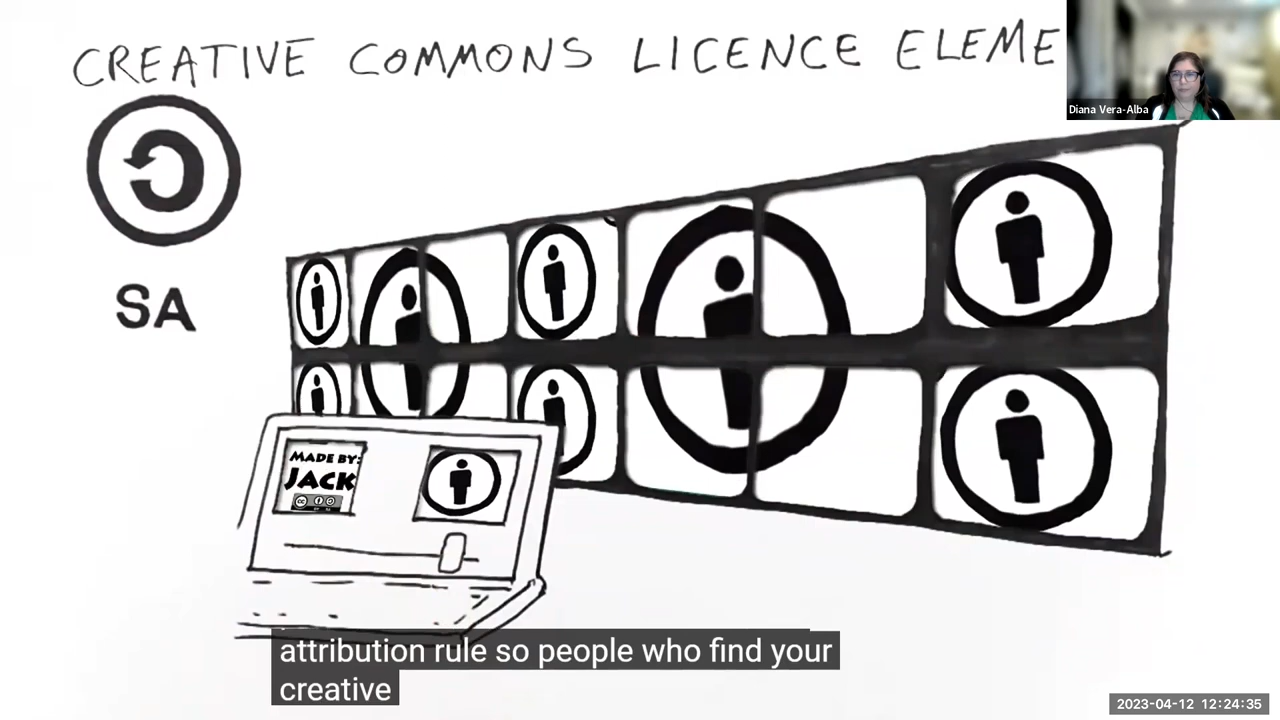 CREATIVE COMMONS LICENCE ELEME
Diana Vera-Alba
SA
MADE BY:
JACK
attribution rule so people who find your
creative
2023-04-12 12:24:35